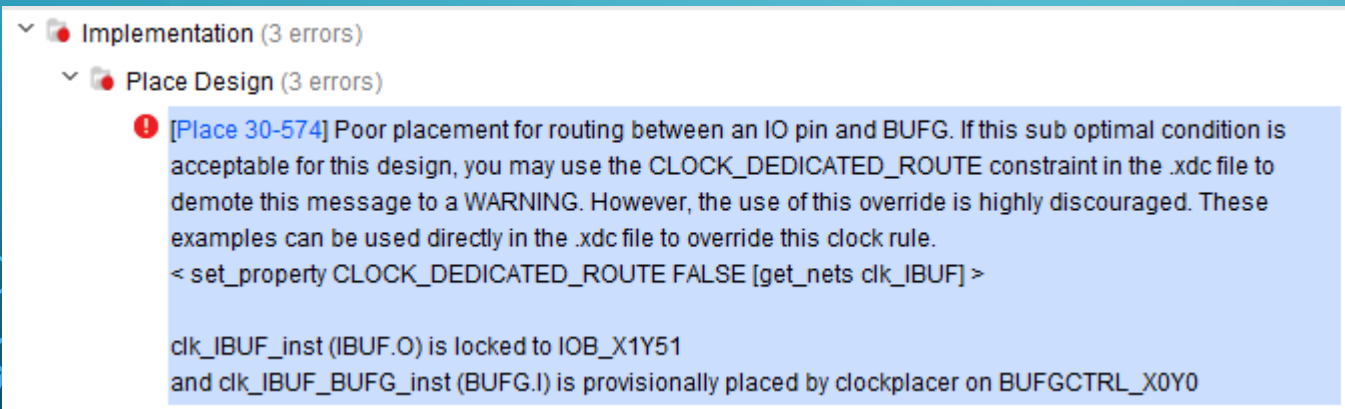 Implementation (3 errors)
Place Design (3 errors)
[Place 30-574] Poor placement for routing between an IO pin and BUFG. If this sub optimal condition is
acceptable for this design, you may use the CLOCK_DEDICATED_ROUTE constraint in the .xdc file to
demote this message to a WARNING. However, the use of this override is highly discouraged. These
examples can be used directly in the .xdc file to override this clock rule.
< set_property CLOCK_DEDICATED_ROUTE FALSE [get_nets clk_IBUF] >
clk_IBUF_inst (IBUF.O) is locked to IOB_X1Y51
and clk_IBUF_BUFG_inst (BUFG.I) is provisionally placed by clockplacer on BUFGCTRL_X0Y0